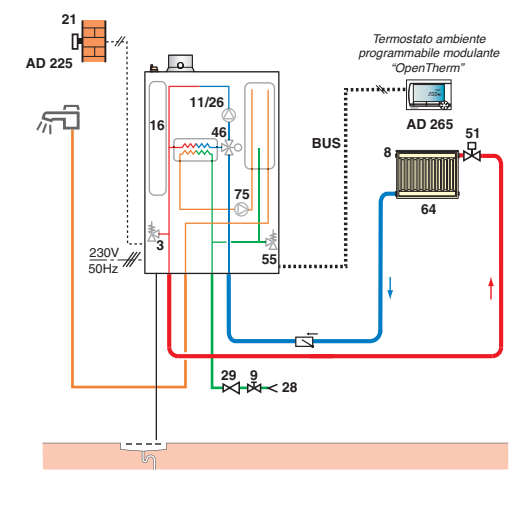 21
AD 225
Termostato ambiente
programmabile modulante
“OpenTherm”
11/26
16
46
BUS
AD 265
51
8
64
75
3
230V
50Hz
55
29
9
28